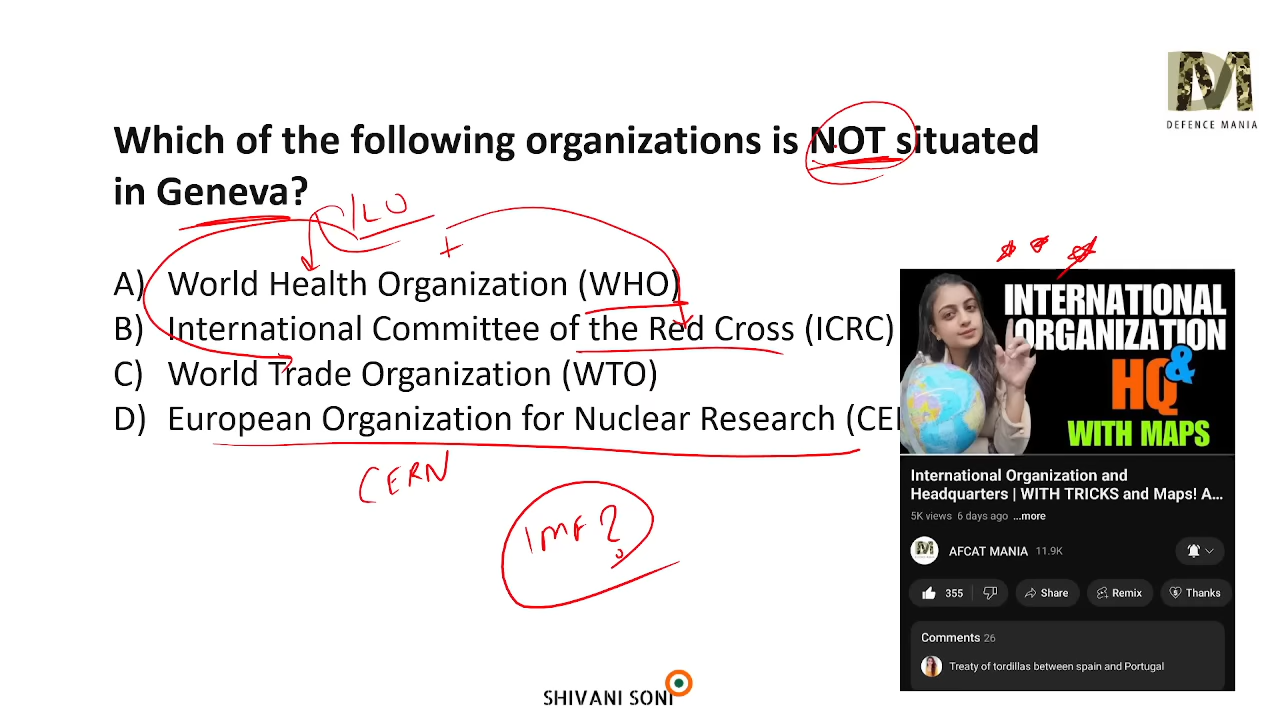 DEFENCE MANIA
Which of the following organizations is NOT situated
in Geneva?
ILO
A) World Health Organization (WHO)
B) International Committee of the Red Cross (ICRC)
C) World Trade Organization (WTO)
D) European Organization for Nuclear Research (CE
CERN
IMF?
INTERNATIONAL
ORGANIZATION
&
HQ
WITH MAPS
International Organization and
Headquarters | WITH TRICKS and Maps! A...
5K views 6 days ago ...more
AFCAT MANIA 11.9K
355 Share Remix Thanks
Comments 26
Treaty of tordillas between spain and Portugal
SHIVANI SONI